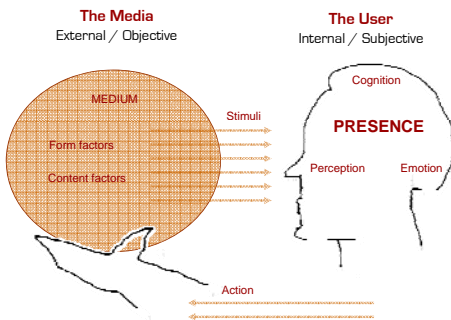 The Media
External / Objective
The User
Internal / Subjective
MEDIUM
Form factors
Content factors
Stimuli
Cognition
PRESENCE
Perception
Emotion
Action